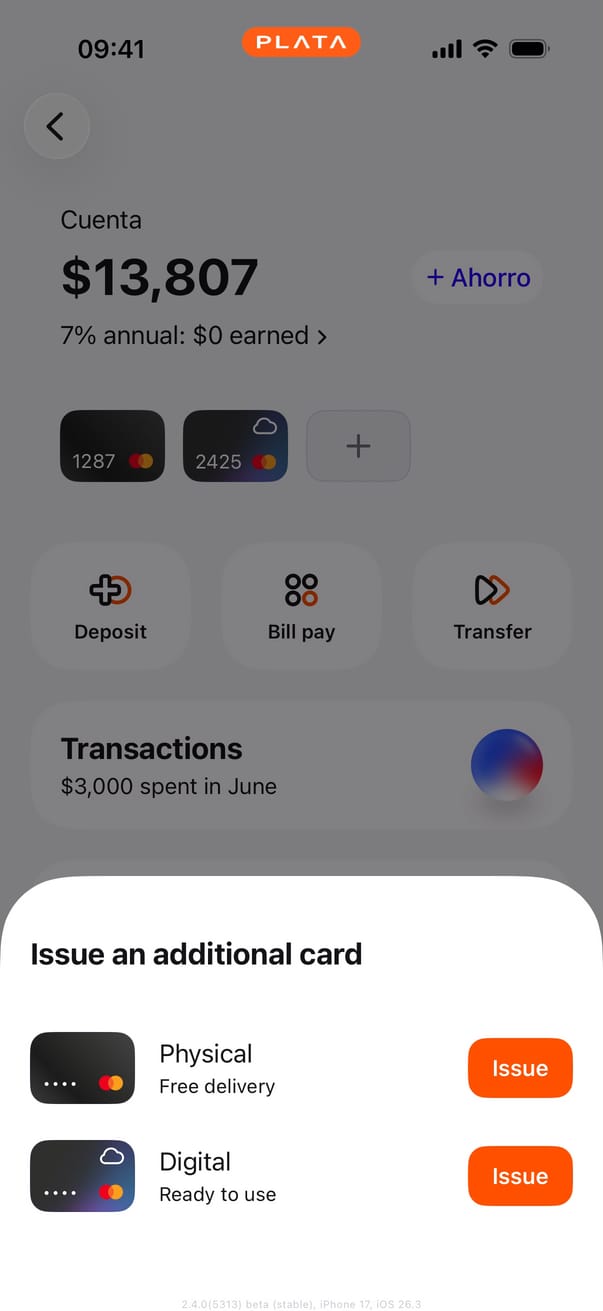 09:41
PLATA
Cuenta
$13,807
+ Ahorro
7% annual: $0 earned >
1287
2425
Deposit
Bill pay
Transfer
Transactions
$3,000 spent in June
Issue an additional card
Physical
Free delivery
Issue
Digital
Ready to use
Issue
2.4.0(5313) beta (stable), iPhone 17, iOS 26.3